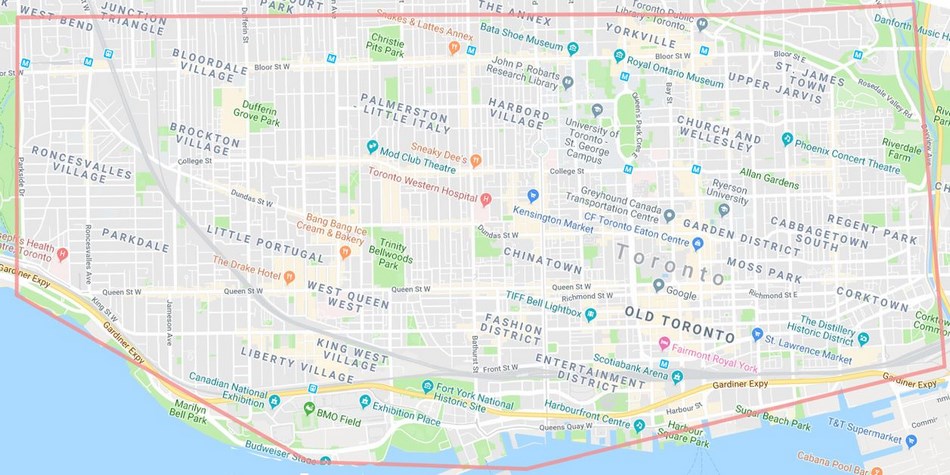 JUNCTION
TRIANGLE
COURT
PARK
THE ANNEX
Toronto Public
Library - Toronto...
Danforth Music H
WEST BEND
Snakes & Lattes Annex
Christie
Pits Park
Bata Shoe Museum
YORKVILLE
Dufferin St
Bloor St W
BLOORDALE
VILLAGE
Bloor St W
Bloor St E
Royal Ontario Museum
John P. Robarts
Research Library
ST. JAMES
TOWN
UPPER JARVIS
Rosedale Valley Rd
Bay St
Queen's Park Cres E
Dufferin
Grove Park
PALMERSTON
- LITTLE ITALY
HARBORD
VILLAGE
University of
Toronto -
St. George
Campus
CHURCH AND
WELLESLEY
BROCKTON
VILLAGE
Phoenix Concert Theatre
Riverdale
Farm
RONCESVALLES
VILLAGE
Parkside Dr
College St
Mod Club Theatre
Sneaky Dee's
College St
Allan Gardens
Toronto Western Hospital
Ryerson
University
Greyhound Canada
Transportation Centre
Kensington Market
CF Toronto Eaton Centre
Dundas St W
Bang Bang Ice
Cream & Bakery
GARDEN DISTRICT
CABBAGETOWN
SOUTH
REGENT PARK
PARKDALE
Roncesvalles Ave
LITTLE PORTUGAL
Trinity
Bellwoods
Park
Dundas St W
CHINATOWN
Toronto
MOSS PARK
seph's Health
tre Toronto
Gardiner Expy
The Drake Hotel
Queen St W
Queen St W
Queen St W
Queen St W
Richmond St W
Google
Richmond St E
CORKTOWN
WEST QUEEN
WEST
King St W
Jameson Ave
TIFF Bell Lightbox
OLD TORONTO
Corktow
Commo
FASHION
DISTRICT
The Distillery
Historic District
St. Lawrence Market
Gardiner Expy
KING WEST
VILLAGE
LIBERTY VILLAGE
Bathurst St
Front St W
Fairmont Royal York
ENTERTAINMENT
DISTRICT
Scotiabank Arena
Gardiner Expy
Gardiner Expy
Canadian National
Exhibition
Fort York National
Historic Site
Marilyn
Bell Park
BMO Field
Exhibition Place
Harbourfront Centre
Harbour St
Queens Quay W
Harbour
Square Park
Sugar Beach Park
T&T Supermarket
Budweiser Stage
Cabana Pool Bar